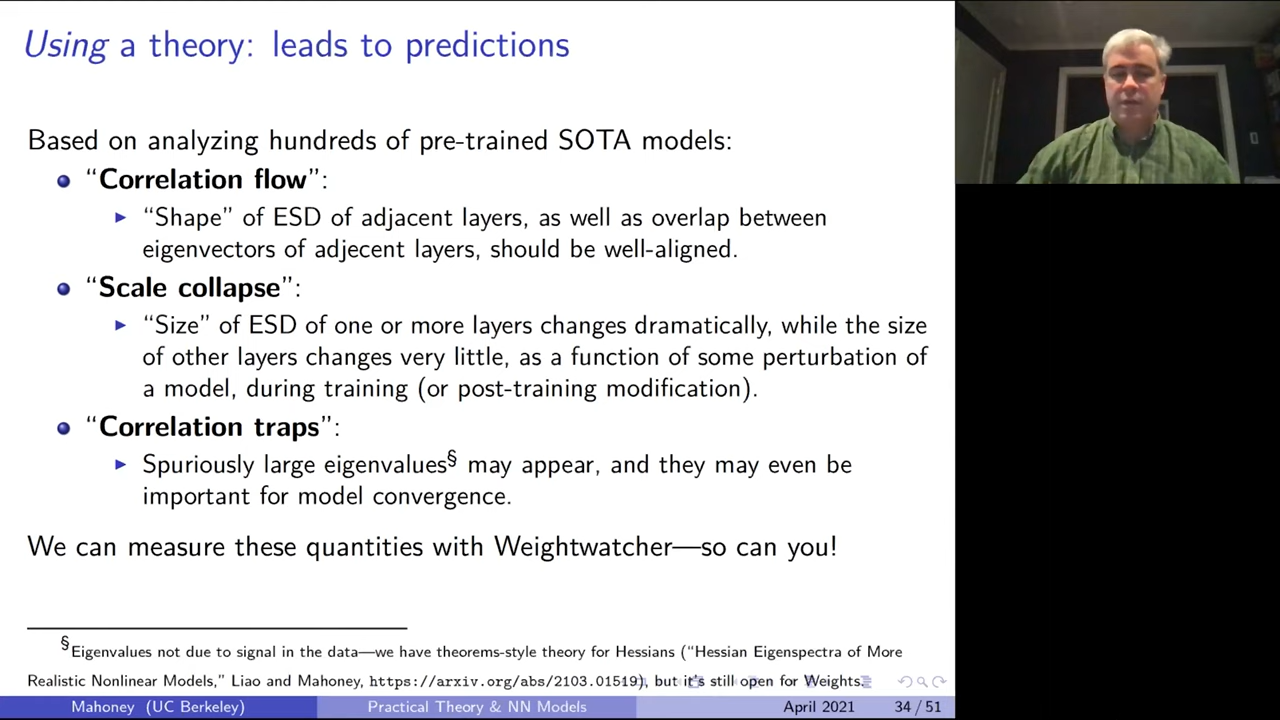 Using a theory: leads to predictions
Based on analyzing hundreds of pre-trained SOTA models:
“Correlation flow”:
“Shape” of ESD of adjacent layers, as well as overlap between
eigenvectors of adjecent layers, should be well-aligned.
“Scale collapse”:
“Size” of ESD of one or more layers changes dramatically, while the size
of other layers changes very little, as a function of some perturbation of
a model, during training (or post-training modification).
“Correlation traps”:
Spuriously large eigenvalues§ may appear, and they may even be
important for model convergence.
We can measure these quantities with Weightwatcher—so can you!
§Eigenvalues not due to signal in the data—we have theorems-style theory for Hessians (“Hessian Eigenspectra of More
Realistic Nonlinear Models,” Liao and Mahoney, https://arxiv.org/abs/2103.01519), but it's still open for Weights.
Mahoney (UC Berkeley) Practical Theory & NN Models April 2021 34 / 51